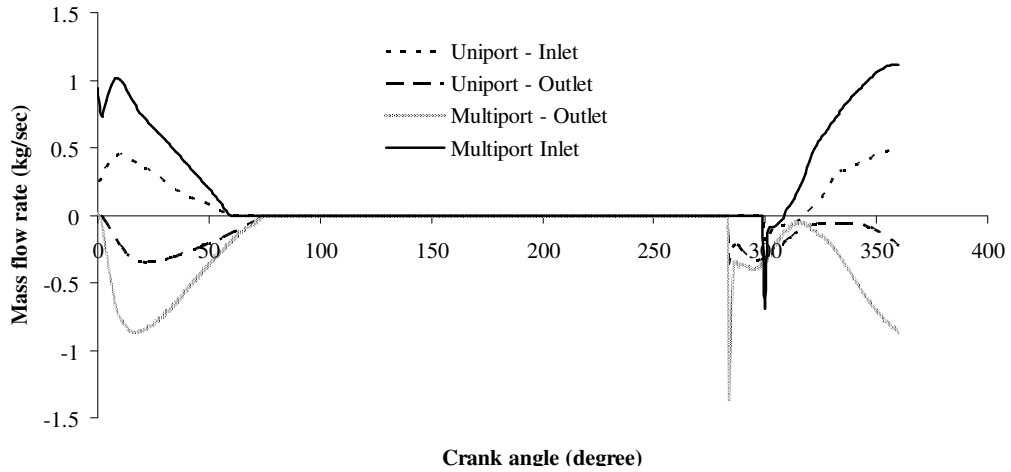 1.5
1
0.5
0
-0.5
-1
-1.5
Mass flow rate (kg/sec)
Uniport - Inlet
Uniport - Outlet
Multiport - Outlet
Multiport Inlet
0
50
100
150
200
250
300
350
400
Crank angle (degree)